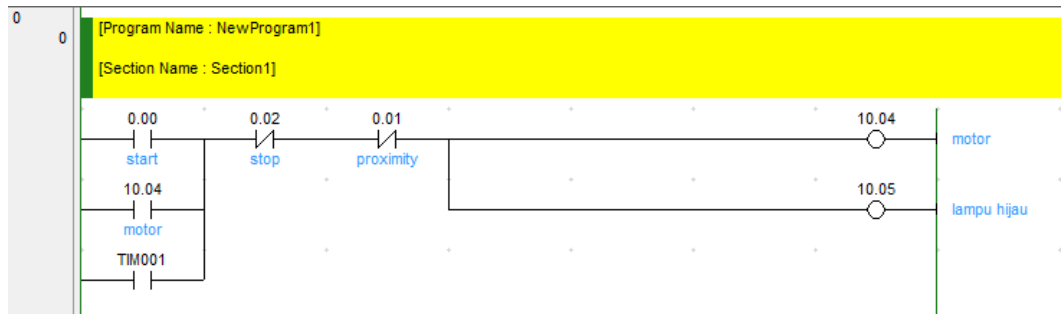 0
0
[Program Name : NewProgram1]
[Section Name : Section1]
0.00 0.02 0.01 10.04
start stop proximity motor
10.04 10.05
motor lampu hijau
TIM001